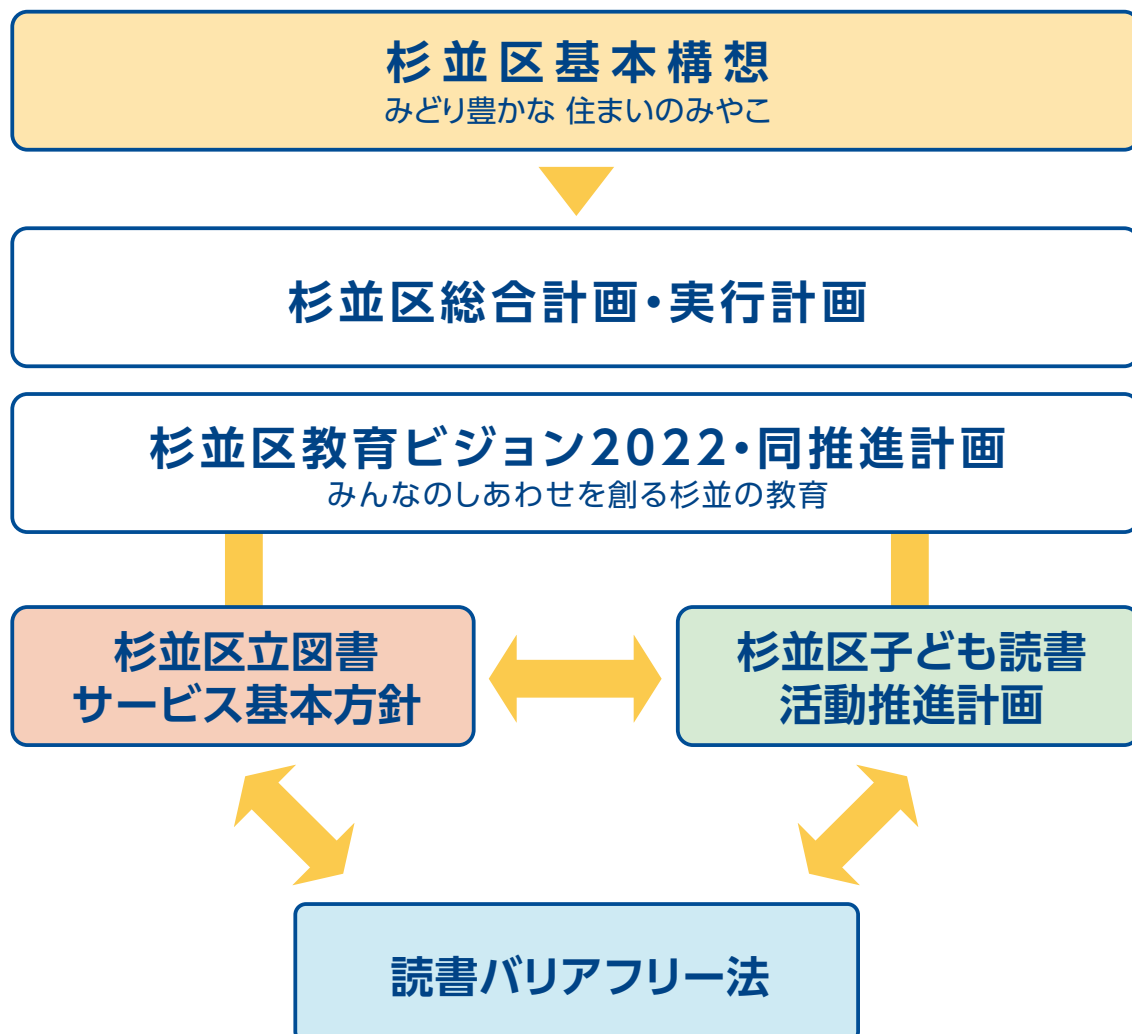 杉並区基本構想
みどり豊かな 住まいのみやこ
杉並区総合計画・実行計画
杉並区教育ビジョン2022・同推進計画
みんなのしあわせを創る杉並の教育
杉並区立図書
サービス基本方針
杉並区子ども読書
活動推進計画
読書バリアフリー法